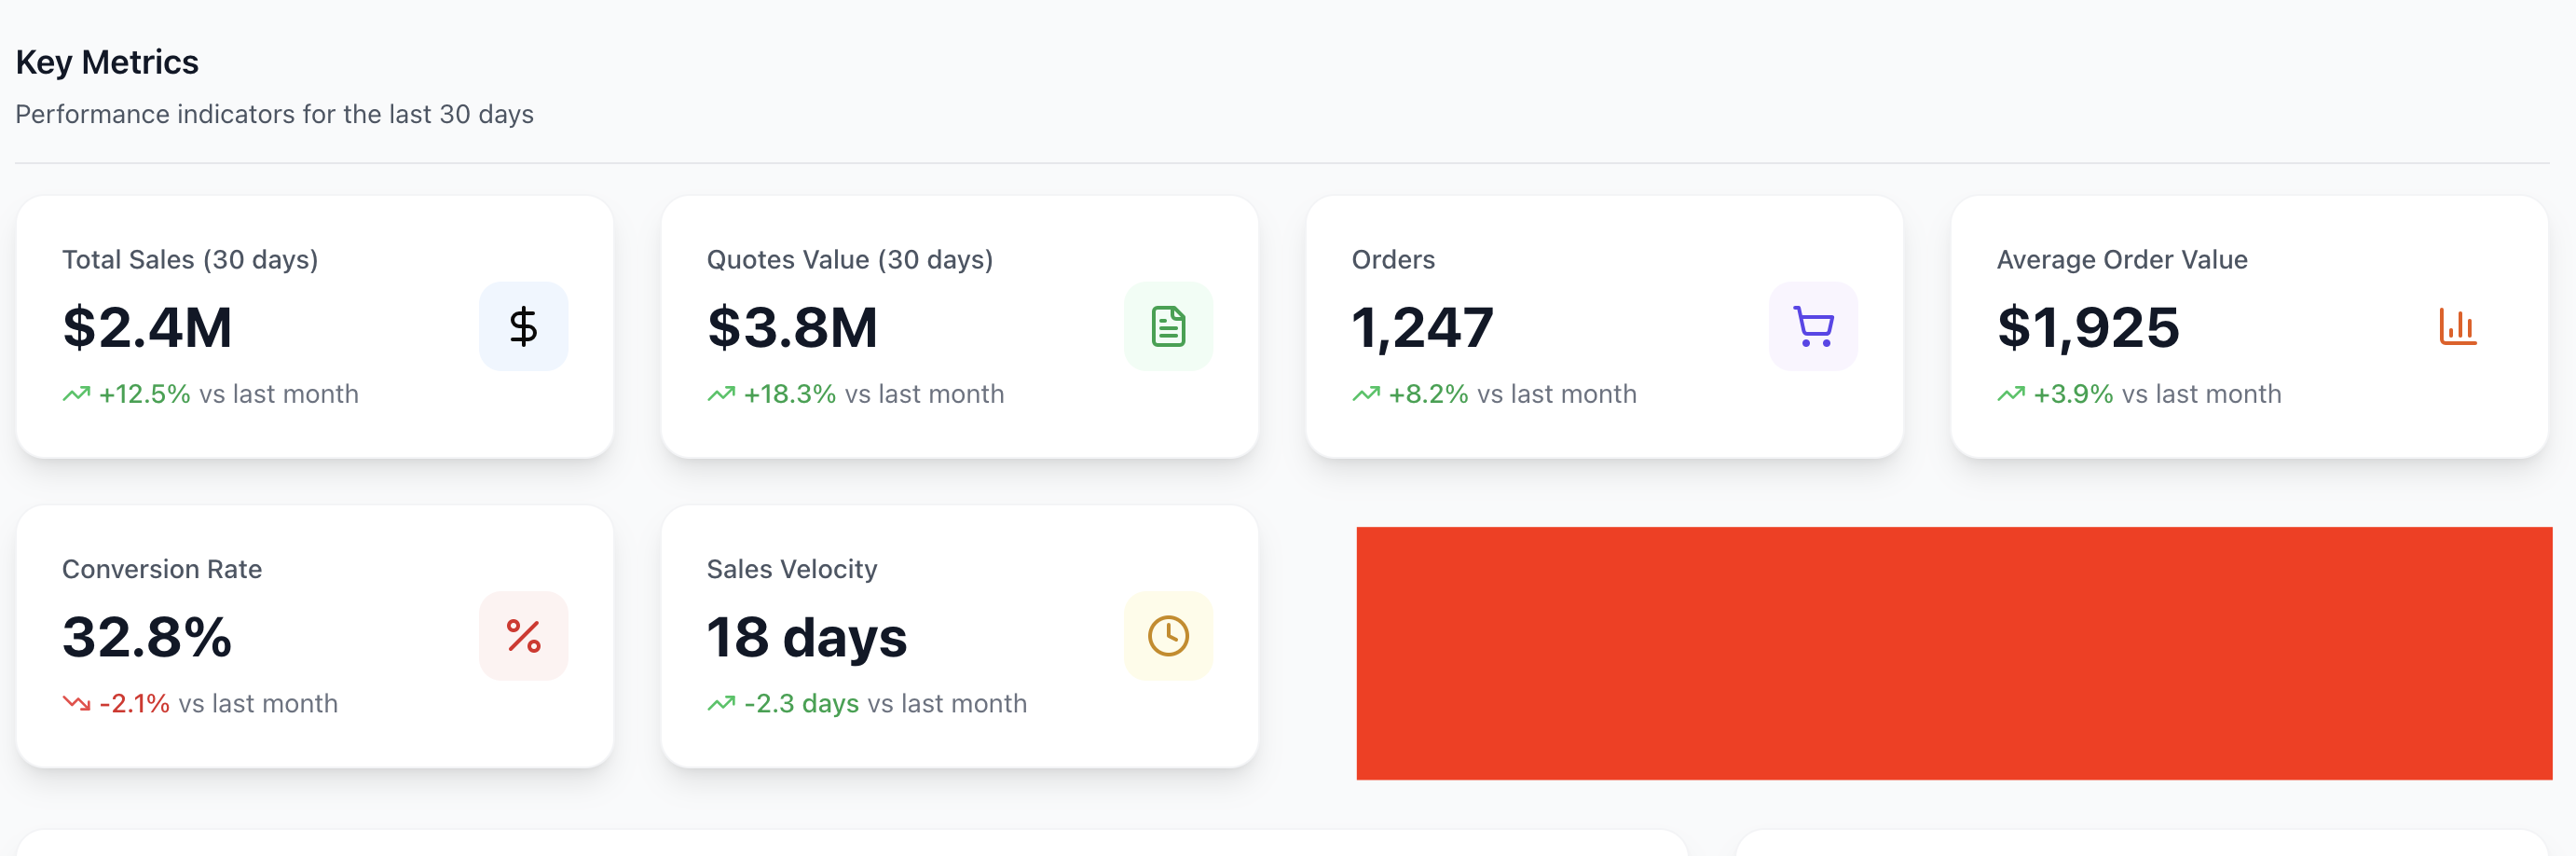 Key Metrics
Performance indicators for the last 30 days
Total Sales (30 days)
$2.4M
+12.5% vs last month
Quotes Value (30 days)
$3.8M
+18.3% vs last month
Orders
1,247
+8.2% vs last month
Average Order Value
$1,925
+3.9% vs last month
Conversion Rate
32.8%
-2.1% vs last month
Sales Velocity
18 days
-2.3 days vs last month